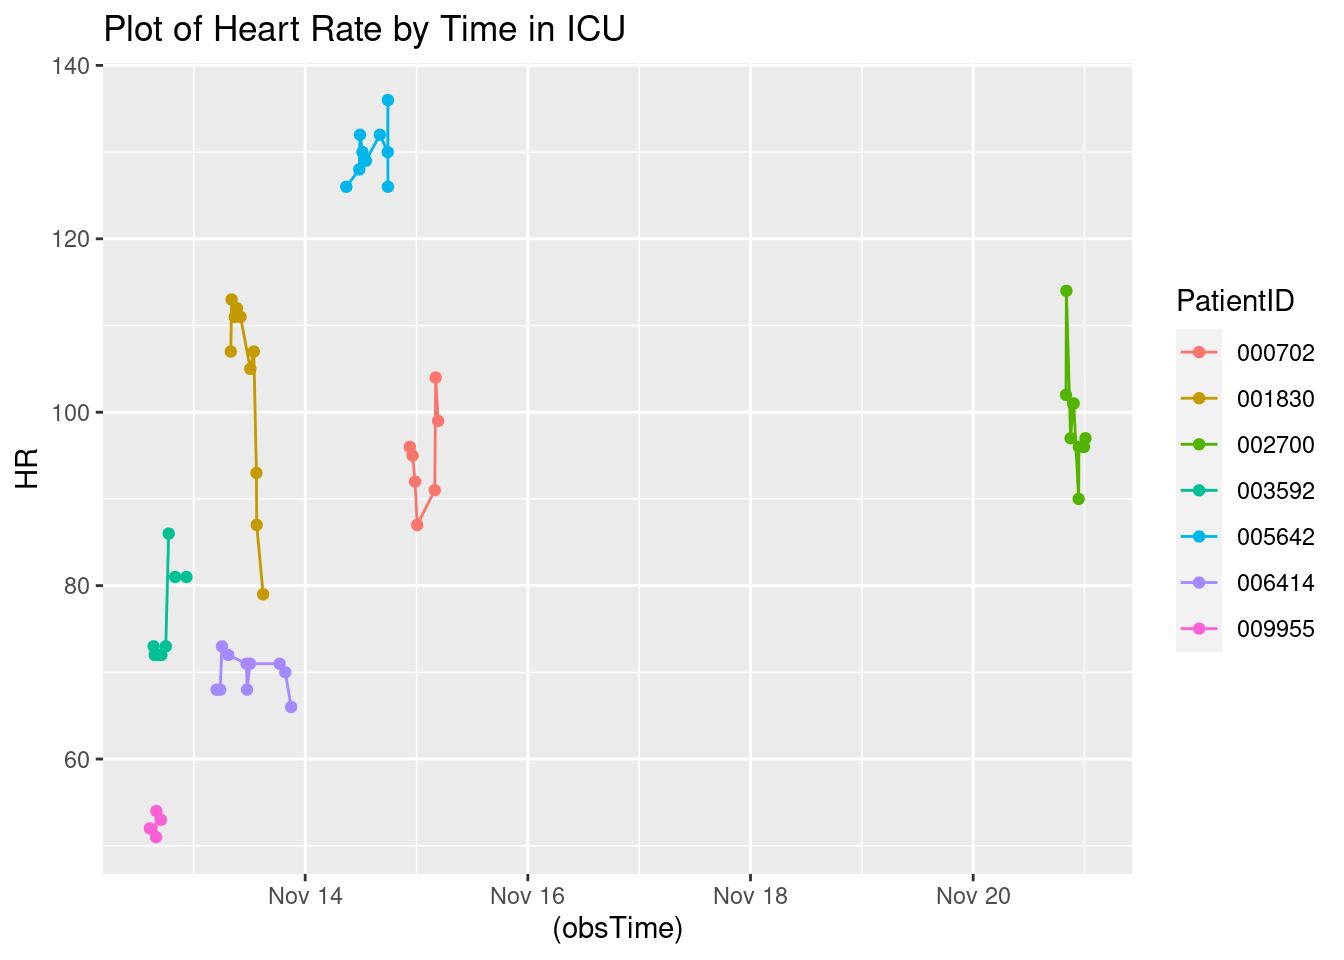 Plot of Heart Rate by Time in ICU
140
120
100
80
60
HR
Nov 14
Nov 16
Nov 18
Nov 20
(obsTime)
PatientID
000702
001830
002700
003592
005642
006414
009955